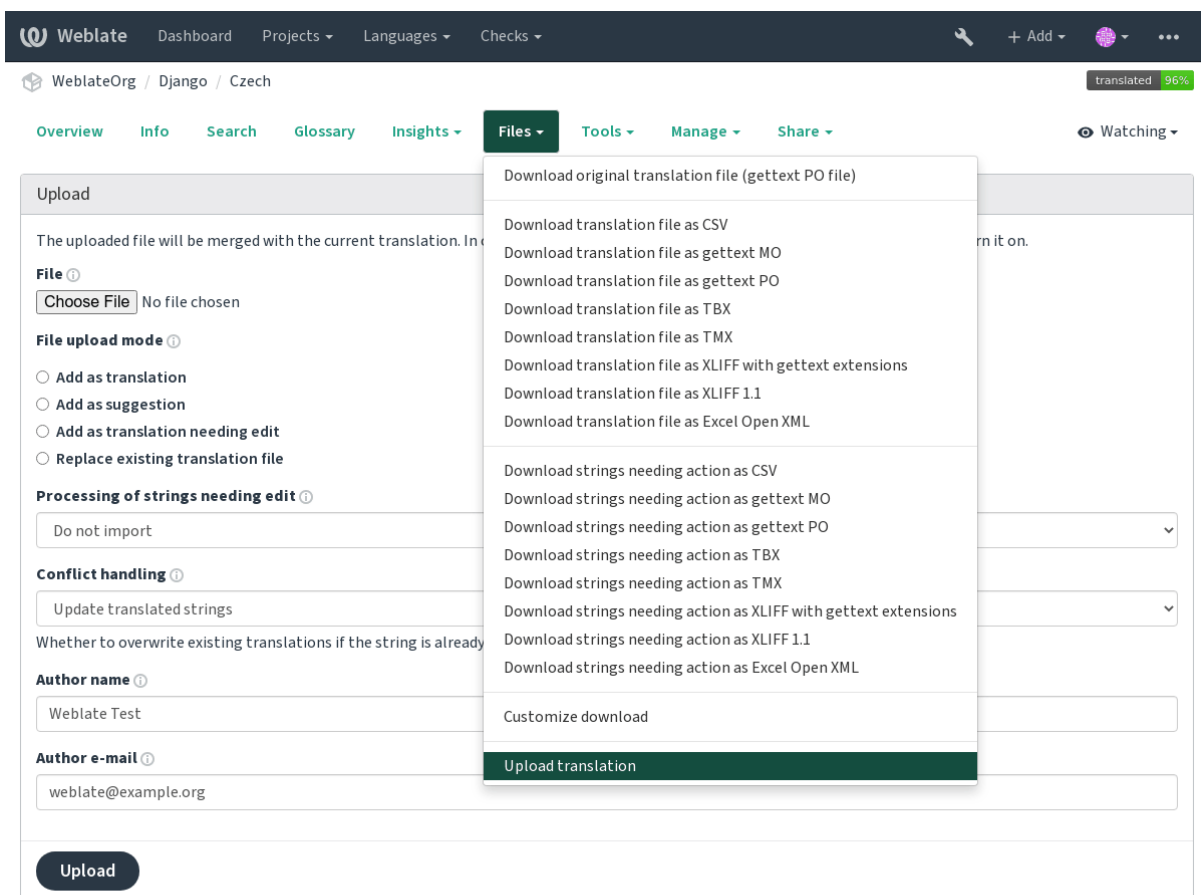 Weblate Dashboard Projects Languages Checks + Add
WeblateOrg / Django / Czech translated 96%
Overview Info Search Glossary Insights Files Tools Manage Share Watching
Upload
The uploaded file will be merged with the current translation. In rn it on.
File
Choose File No file chosen
File upload mode
Add as translation
Add as suggestion
Add as translation needing edit
Replace existing translation file
Processing of strings needing edit
Do not import
Conflict handling
Update translated strings
Whether to overwrite existing translations if the string is already
Author name
Weblate Test
Author e-mail
weblate@example.org
Upload
Download original translation file (gettext PO file)
Download translation file as CSV
Download translation file as gettext MO
Download translation file as gettext PO
Download translation file as TBX
Download translation file as TMX
Download translation file as XLIFF with gettext extensions
Download translation file as XLIFF 1.1
Download translation file as Excel Open XML
Download strings needing action as CSV
Download strings needing action as gettext MO
Download strings needing action as gettext PO
Download strings needing action as TBX
Download strings needing action as TMX
Download strings needing action as XLIFF with gettext extensions
Download strings needing action as XLIFF 1.1
Download strings needing action as Excel Open XML
Customize download
Upload translation